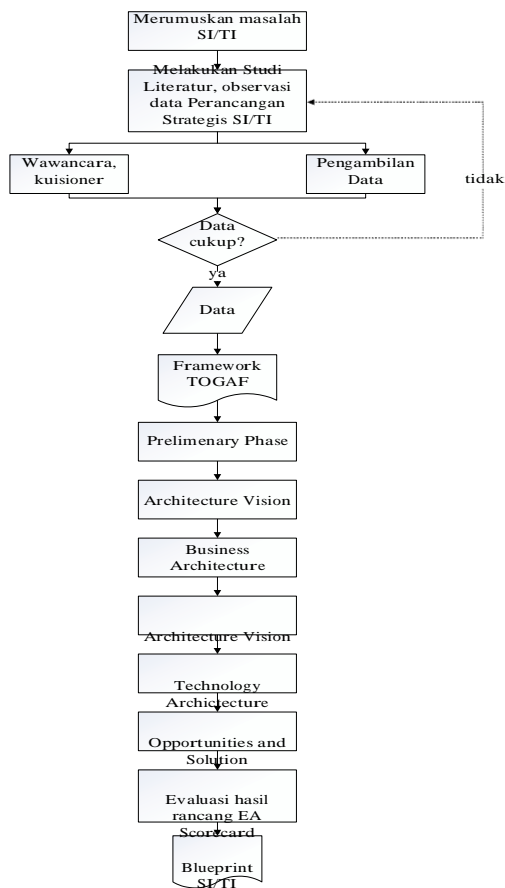 Merumuskan masalah
SI/TI
Melakukan Studi
Literatur, observasi
data Perancangan
Strategis SI/TI
Wawancara,
kuisioner
Pengambilan
Data
tidak
Data
cukup?
ya
Data
Framework
TOGAF
Prelimenary Phase
Architecture Vision
Business
Architecture
Architecture Vision
Technology
Archictecture
Opportunities and
Solution
Evaluasi hasil
rancang EA
Scorecard
Blueprint
SI/TI